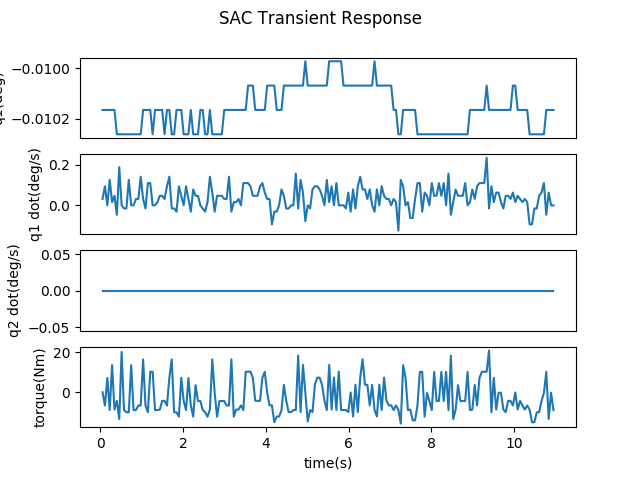 SAC Transient Response
−0.0100
−0.0102
0.2
0.0
q1 dot(deg/s)
0.05
0.00
−0.05
q2 dot(deg/s)
20
0
torque(Nm)
0 2 4 6 8 10
time(s)